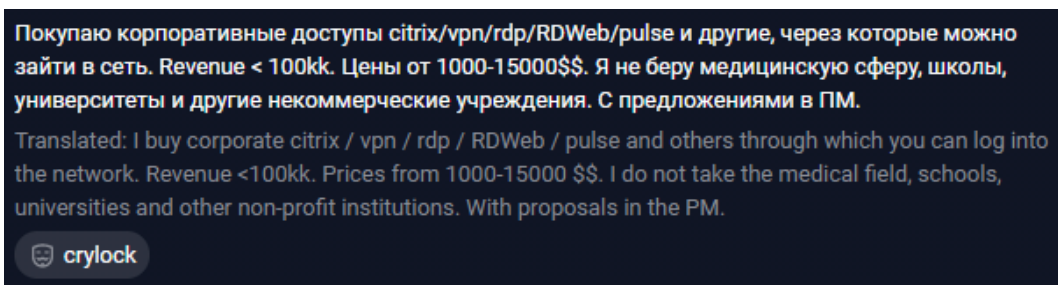 Покупаю корпоративные доступы citrix/vpn/rdp/RDWeb/pulse и другие, через которые можно
зайти в сеть. Revenue < 100kk. Цены от 1000-15000$$. Я не беру медицинскую сферу, школы,
университеты и другие некоммерческие учреждения. С предложениями в ПМ.
Translated: I buy corporate citrix / vpn / rdp / RDWeb / pulse and others through which you can log into
the network. Revenue <100kk. Prices from 1000-15000 $$. I do not take the medical field, schools,
universities and other non-profit institutions. With proposals in the PM.
crylock